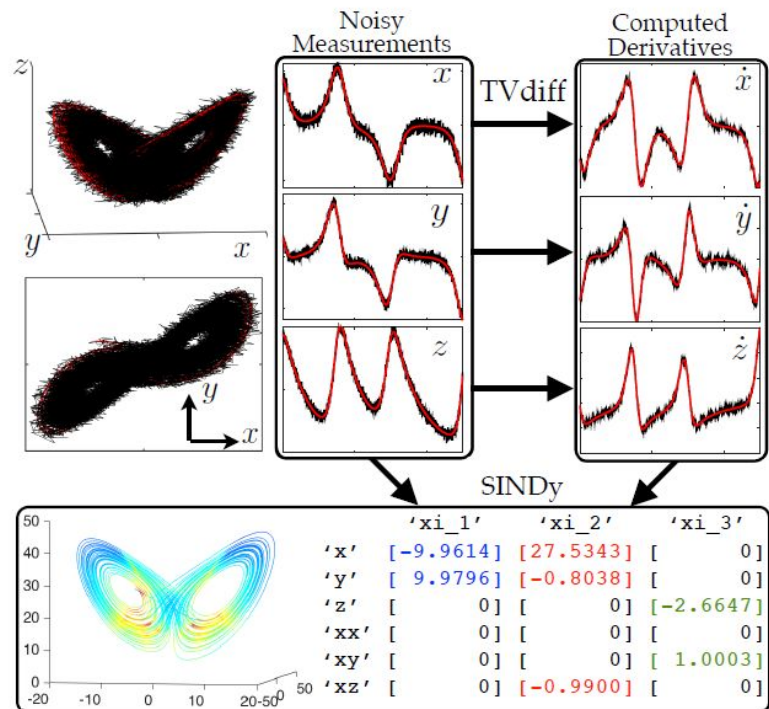 Noisy
Measurements
Computed
Derivatives
z
y
x
x
TVdiff
ẋ
y
ẏ
z
ż
y
x
SINDy
50
40
30
20
10
0
-20
-10
0
10
20
-50
0
50
‘xi_1’ ‘xi_2’ ‘xi_3’
‘x’ [-9.9614] [27.5343] [ 0]
‘y’ [ 9.9796] [-0.8038] [ 0]
‘z’ [ 0] [ 0] [-2.6647]
‘xx’ [ 0] [ 0] [ 0]
‘xy’ [ 0] [ 0] [ 1.0003]
‘xz’ [ 0] [-0.9900] [ 0]